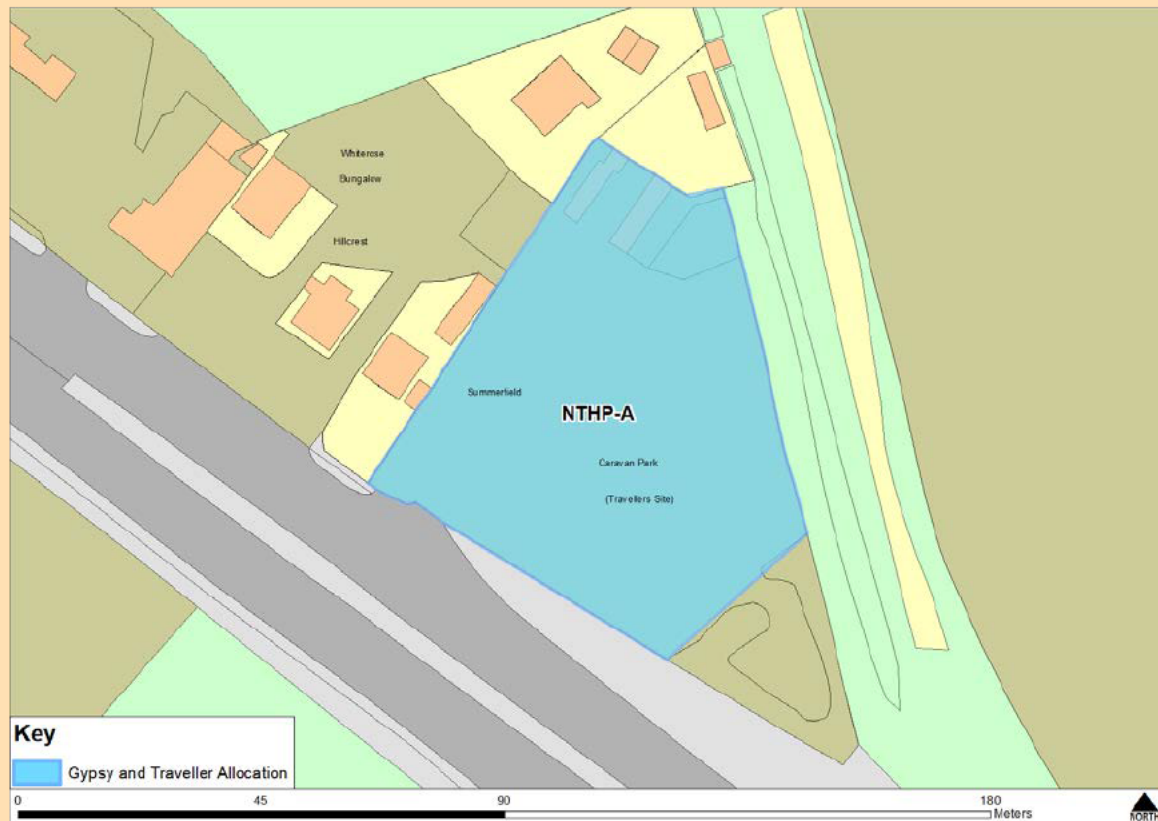 Whiterose
Bungalow
Hillcrest
Summerfield
NTHP-A
Caravan Park
(Travellers Site)
Key
Gypsy and Traveller Allocation
0 45 90 180
Meters
NORTH